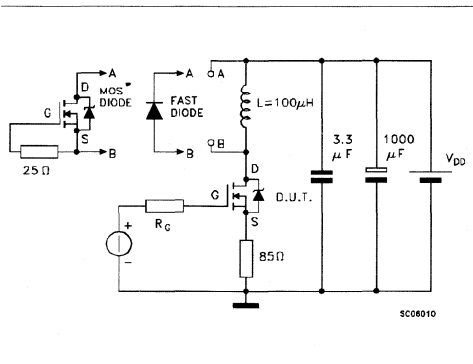 A
D
MOS
DIODE
G
S
B
25Ω
A
FAST
DIODE
B
A
B
L=100μH
D
G
D.U.T.
S
R_G
+
-
85Ω
3.3
μF
1000
μF
V_DD
SC06010